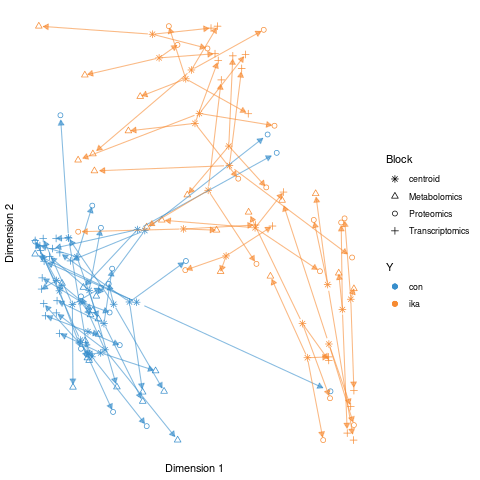 Dimension 2
Dimension 1
Block
centroid
Metabolomics
Proteomics
Transcriptomics
Y
con
ika